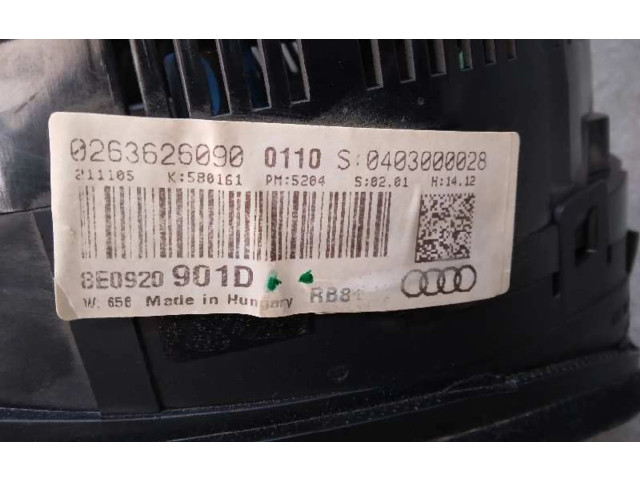 0263626090 0110 S:0403000028
211105 K:580161 PM:5204 S:02.01 H:14.12
8E0920 901D
W: 656 Made in Hungary RB8